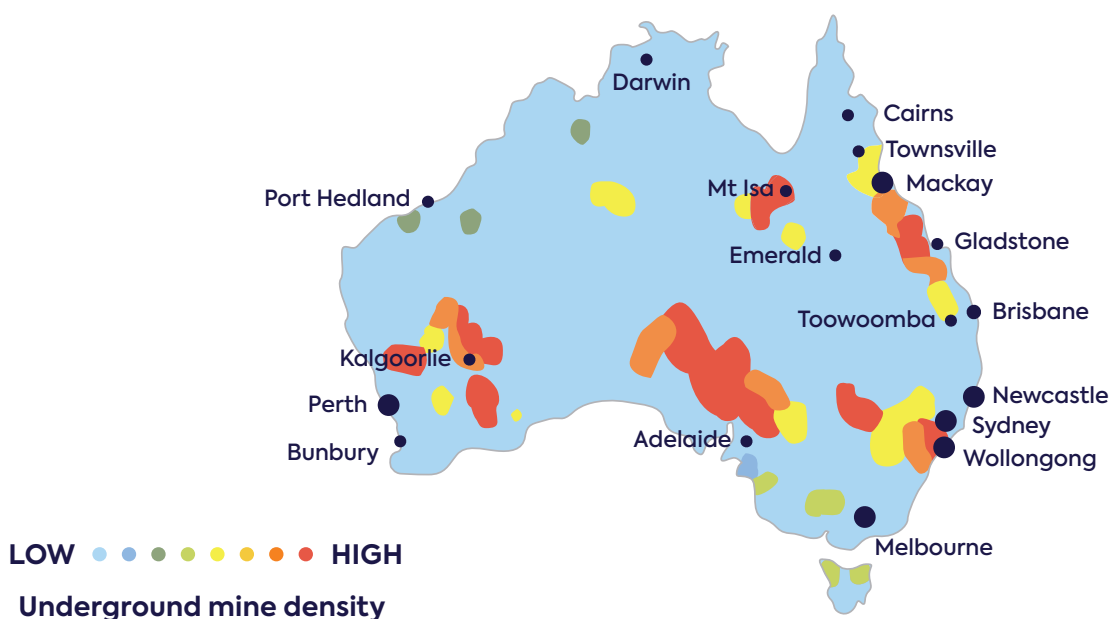 Darwin
Cairns
Townsville
Mt Isa
Mackay
Port Hedland
Gladstone
Emerald
Brisbane
Toowoomba
Kalgoorlie
Newcastle
Perth
Sydney
Adelaide
Bunbury
Wollongong
Melbourne
LOW HIGH
Underground mine density